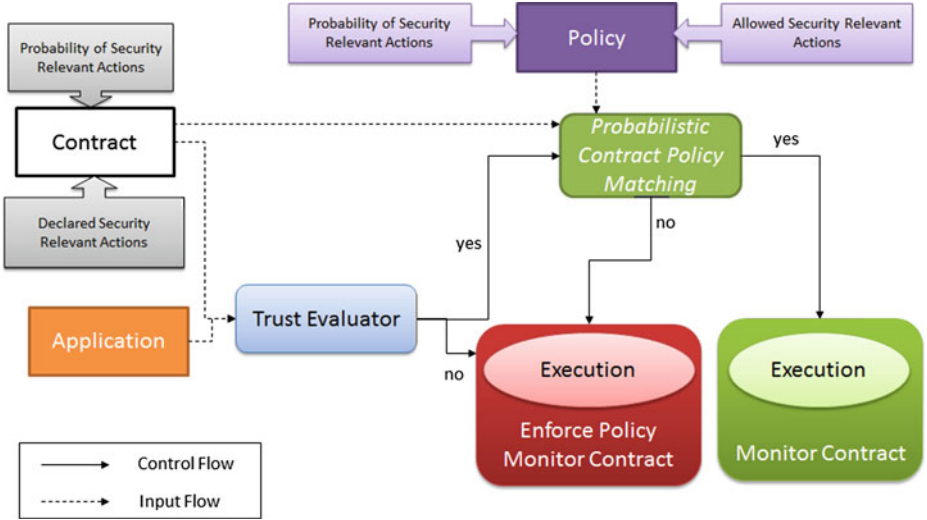 Probability of Security
Relevant Actions
Policy
Allowed Security Relevant
Actions
Probability of Security
Relevant Actions
Contract
Declared Security
Relevant Actions
Probabilistic
Contract Policy
Matching
yes
no
yes
Application
Trust Evaluator
no
Execution
Enforce Policy
Monitor Contract
Execution
Monitor Contract
Control Flow
Input Flow